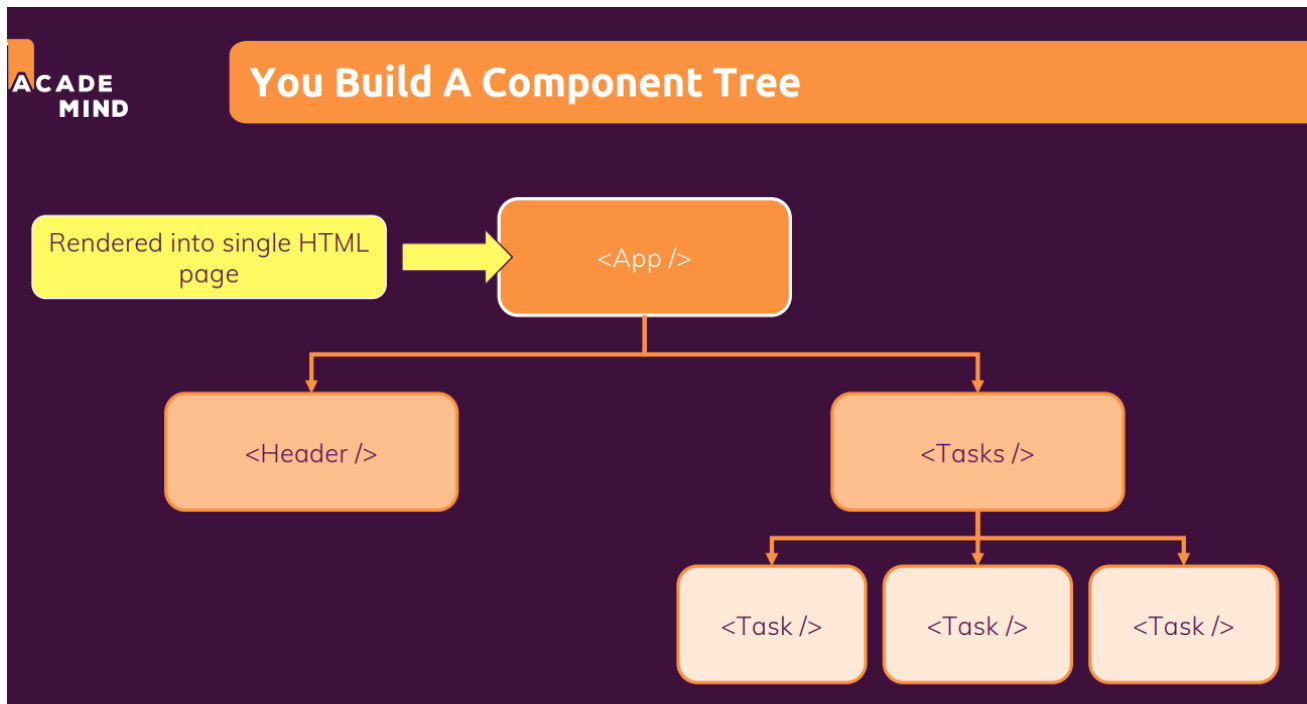 ACADE
MIND
You Build A Component Tree
Rendered into single HTML
page
<App />
<Header />
<Tasks />
<Task />
<Task />
<Task />